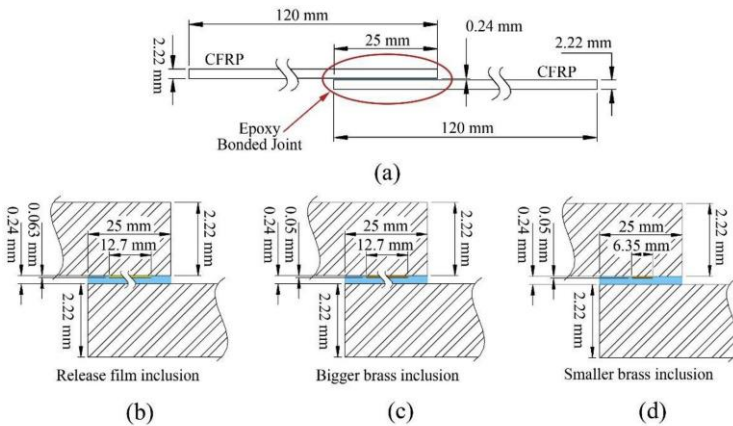 120 mm
25 mm
0.24 mm
2.22 mm
2.22 mm
CFRP
CFRP
Epoxy
Bonded Joint
120 mm
(a)
0.24 mm
0.063 mm
25 mm
12.7 mm
2.22 mm
2.22 mm
Release film inclusion
(b)
0.24 mm
0.05 mm
25 mm
12.7 mm
2.22 mm
2.22 mm
Bigger brass inclusion
(c)
0.24 mm
0.05 mm
25 mm
6.35 mm
2.22 mm
2.22 mm
Smaller brass inclusion
(d)